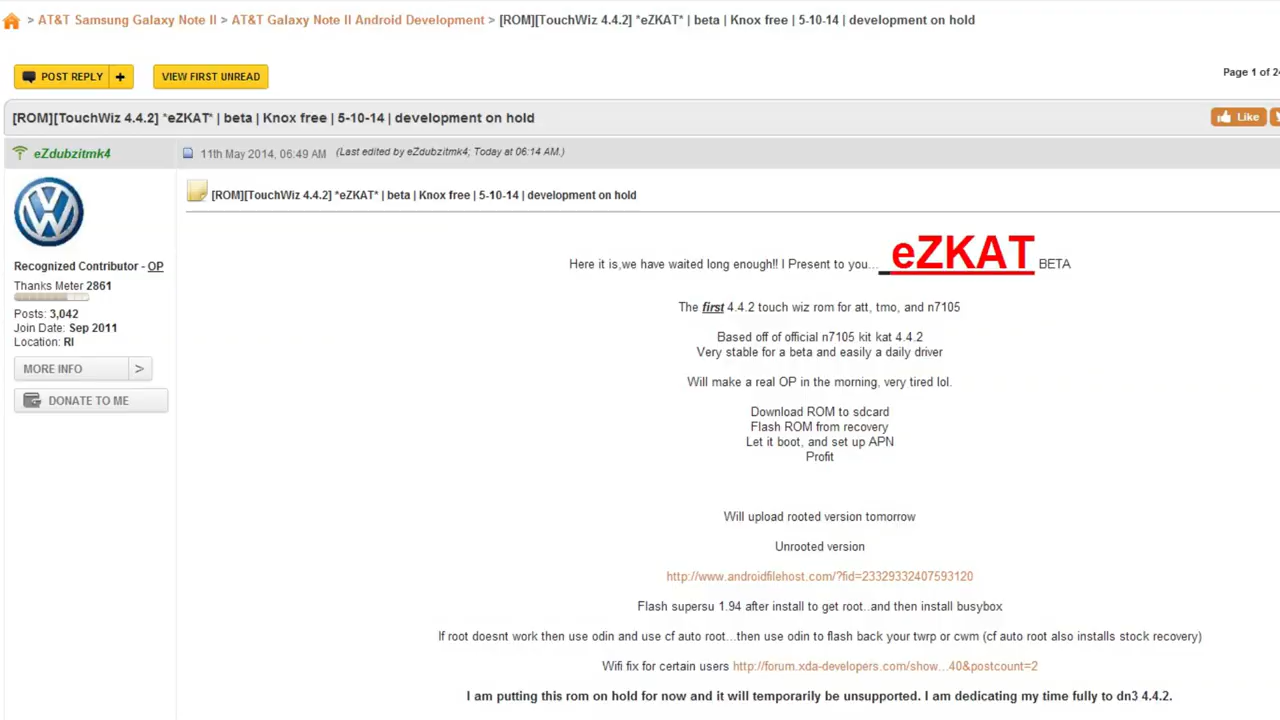 > AT&T Samsung Galaxy Note II > AT&T Galaxy Note II Android Development > [ROM][TouchWiz 4.4.2] *eZKAT* | beta | Knox free | 5-10-14 | development on hold
POST REPLY +
VIEW FIRST UNREAD
Page 1 of
[ROM][TouchWiz 4.4.2] *eZKAT* | beta | Knox free | 5-10-14 | development on hold
Like
eZdubzitmk4
11th May 2014, 06:49 AM (Last edited by eZdubzitmk4; Today at 06:14 AM.)
[ROM][TouchWiz 4.4.2] *eZKAT* | beta | Knox free | 5-10-14 | development on hold
Recognized Contributor - OP
Thanks Meter 2861
Posts: 3,042
Join Date: Sep 2011
Location: RI
MORE INFO >
DONATE TO ME
Here it is,we have waited long enough!! I Present to you... _eZKAT BETA
The first 4.4.2 touch wiz rom for att, tmo, and n7105
Based off of official n7105 kit kat 4.4.2
Very stable for a beta and easily a daily driver
Will make a real OP in the morning, very tired lol.
Download ROM to sdcard
Flash ROM from recovery
Let it boot, and set up APN
Profit
Will upload rooted version tomorrow
Unrooted version
http://www.androidfilehost.com/?fid=23329332407593120
Flash supersu 1.94 after install to get root..and then install busybox
If root doesnt work then use odin and use cf auto root...then use odin to flash back your twrp or cwm (cf auto root also installs stock recovery)
Wifi fix for certain users http://forum.xda-developers.com/show...40&postcount=2
I am putting this rom on hold for now and it will temporarily be unsupported. I am dedicating my time fully to dn3 4.4.2.